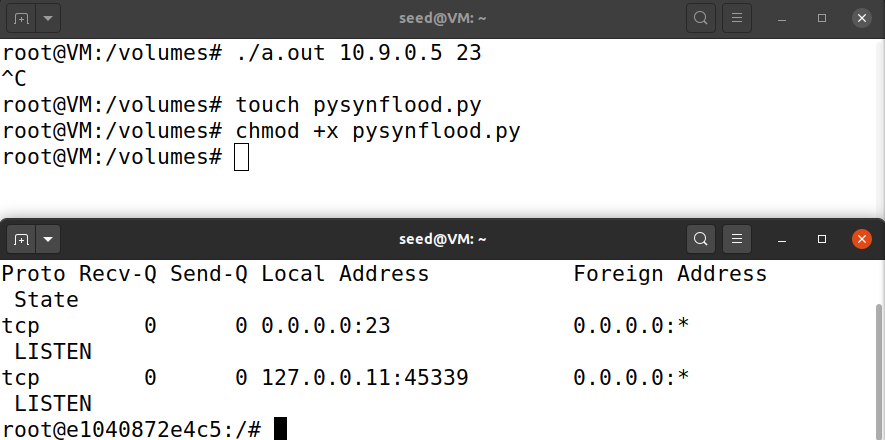 seed@VM: ~
root@VM:/volumes# ./a.out 10.9.0.5 23
^C
root@VM:/volumes# touch pysynflood.py
root@VM:/volumes# chmod +x pysynflood.py
root@VM:/volumes#
seed@VM: ~
Proto Recv-Q Send-Q Local Address           Foreign Address
 State
tcp        0      0 0.0.0.0:23              0.0.0.0:*
 LISTEN
tcp        0      0 127.0.0.11:45339        0.0.0.0:*
 LISTEN
root@e1040872e4c5:/#